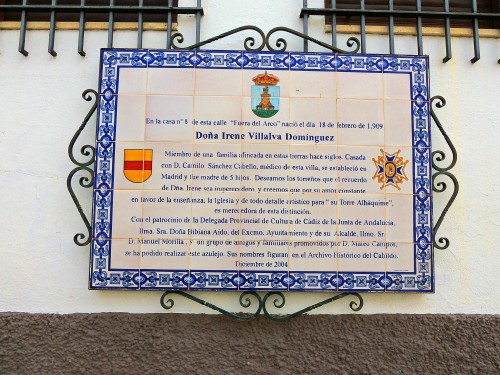 En la casa nº 8 de esta calle "Fuera del Arco" nació el día 18 de febrero de 1.909
Doña Irene Villalva Domínguez
Miembro de una familia afincada en estas tierras hace siglos. Casada
con D. Camilo Sánchez Cabello, médico de esta villa, se estableció en
Madrid y fue madre de 5 hijos. Deseamos los torreños que el recuerdo
de Dña. Irene sea imperecedero, y creemos que por su amor constante
en favor de la enseñanza, la Iglesia y de todo detalle artístico para " su Torre Alháquime",
es merecedora de esta distinción.
Con el patrocinio de la Delegada Provincial de Cultura de Cádiz de la Junta de Andalucía,
Ilma. Sra. Doña Bibiana Aído, del Excmo. Ayuntamiento y de su Alcalde, Ilmo. Sr.
D. Manuel Morilla, y un grupo de amigos y familiares promovidos por D. Mateo Campos,
se ha podido realizar este azulejo. Sus nombres figuran en el Archivo Histórico del Cabildo.
Diciembre de 2004